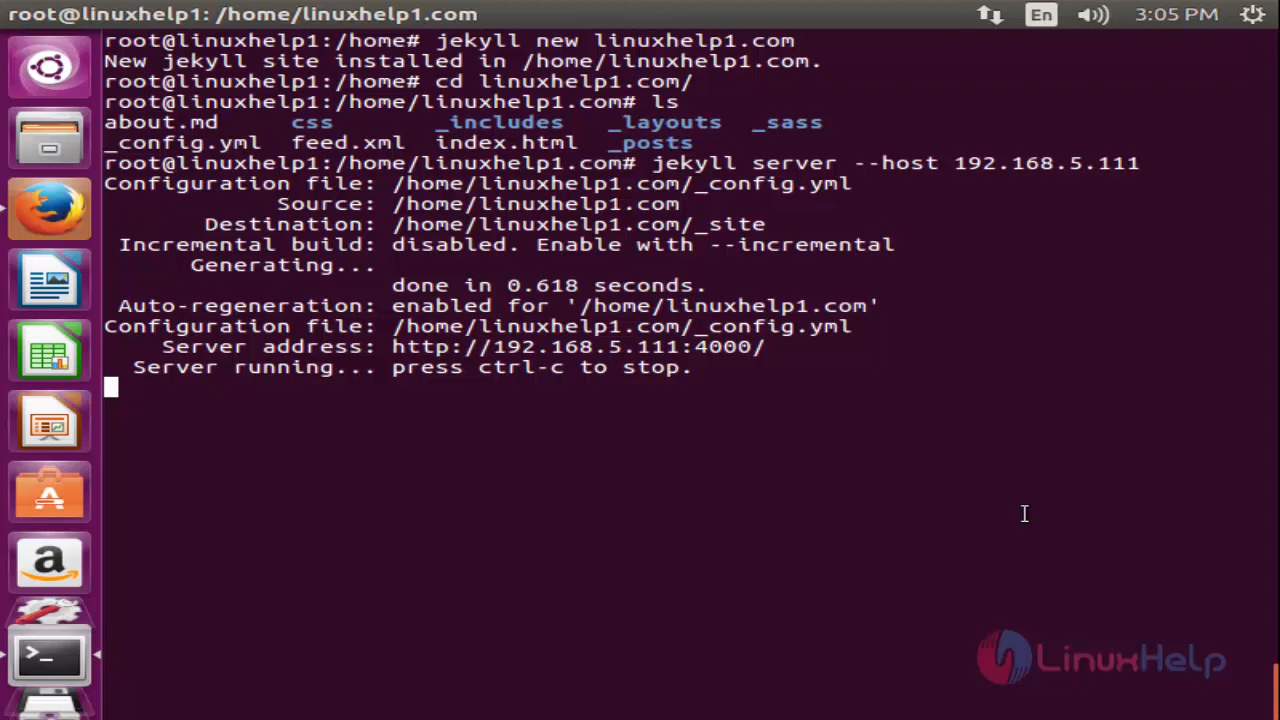 root@linuxhelp1: /home/linuxhelp1.com
En
3:05 PM
root@linuxhelp1:/home# jekyll new linuxhelp1.com
New jekyll site installed in /home/linuxhelp1.com.
root@linuxhelp1:/home# cd linuxhelp1.com/
root@linuxhelp1:/home/linuxhelp1.com# ls
about.md     css       _includes   _layouts  _sass
_config.yml  feed.xml  index.html  _posts
root@linuxhelp1:/home/linuxhelp1.com# jekyll server --host 192.168.5.111
Configuration file: /home/linuxhelp1.com/_config.yml
            Source: /home/linuxhelp1.com
       Destination: /home/linuxhelp1.com/_site
 Incremental build: disabled. Enable with --incremental
      Generating...
                    done in 0.618 seconds.
 Auto-regeneration: enabled for '/home/linuxhelp1.com'
Configuration file: /home/linuxhelp1.com/_config.yml
    Server address: http://192.168.5.111:4000/
  Server running... press ctrl-c to stop.
LinuxHelp